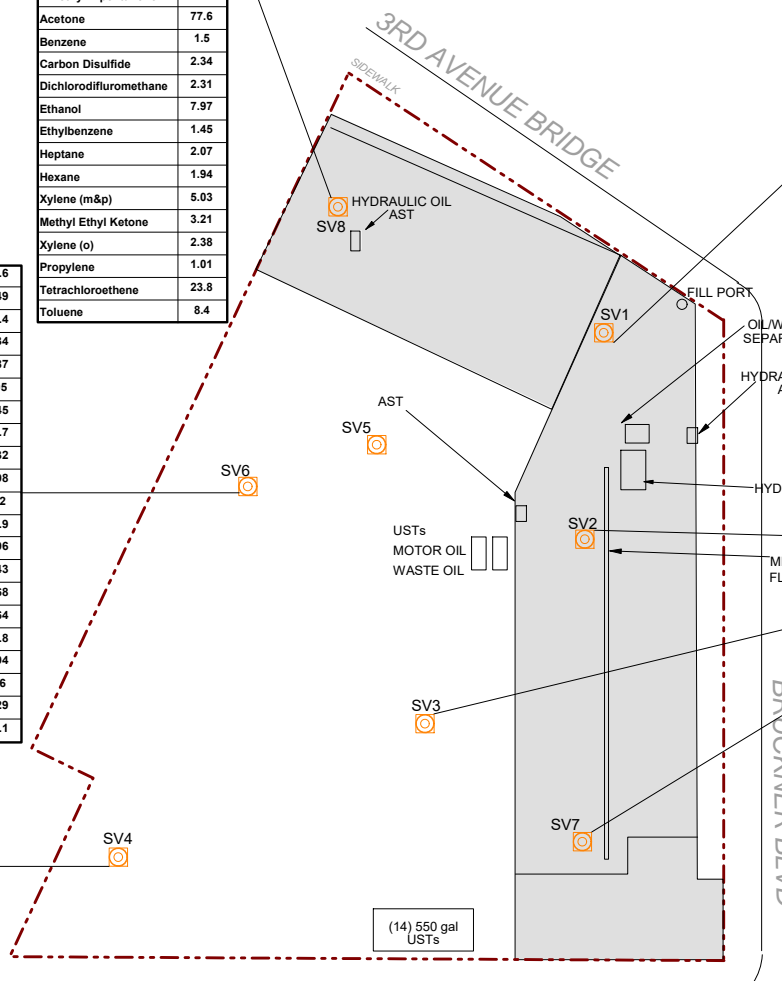 Acetone 77.6
Benzene 1.5
Carbon Disulfide 2.34
Dichlorodifluromethane 2.31
Ethanol 7.97
Ethylbenzene 1.45
Heptane 2.07
Hexane 1.94
Xylene (m&p) 5.03
Methyl Ethyl Ketone 3.21
Xylene (o) 2.38
Propylene 1.01
Tetrachloroethene 23.8
Toluene 8.4
3RD AVENUE BRIDGE
SIDEWALK
HYDRAULIC OIL
AST
SV8
FILL PORT
SV1
OIL/W
SEPAR
HYDRA
AST
SV5
SV6
HYD
USTs
MOTOR OIL
WASTE OIL
SV2
FL
SV3
BRUCKNER BLVD
SV7
SV4
(14) 550 gal
USTs